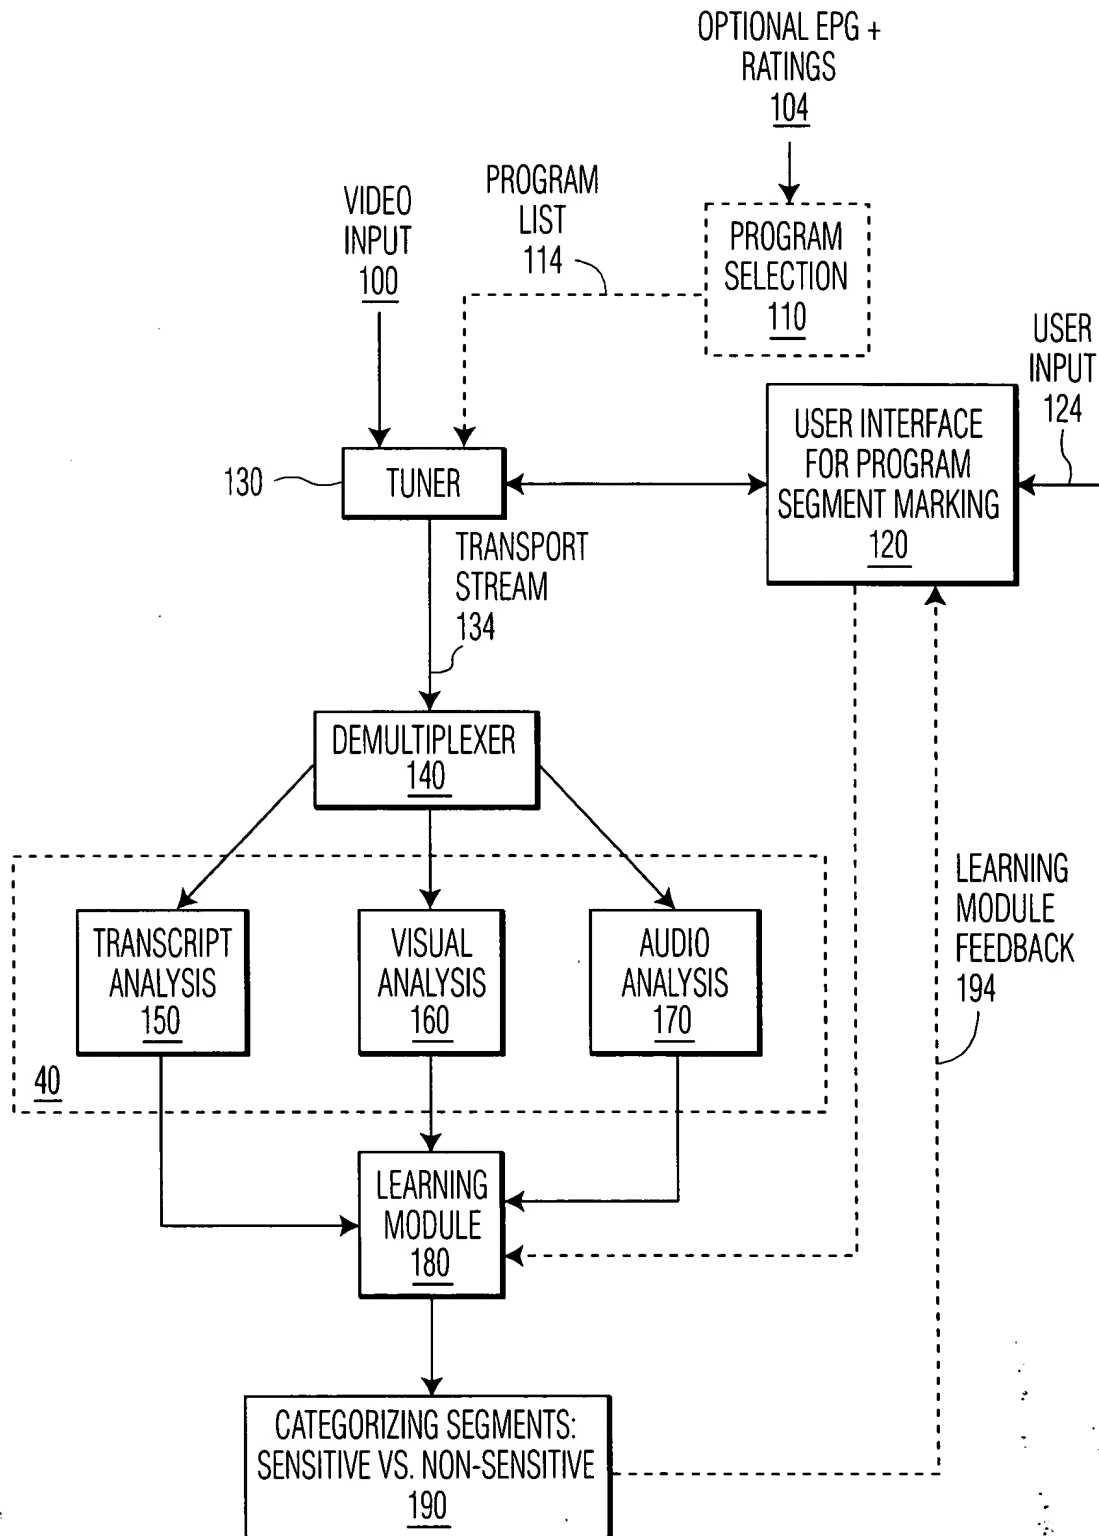 OPTIONAL EPG +
RATINGS
104
PROGRAM
LIST
114
VIDEO
INPUT
100
PROGRAM
SELECTION
110
USER
INPUT
124
USER INTERFACE
FOR PROGRAM
SEGMENT MARKING
120
130
TUNER
TRANSPORT
STREAM
134
DEMULTIPLEXER
140
LEARNING
MODULE
FEEDBACK
194
TRANSCRIPT
ANALYSIS
150
VISUAL
ANALYSIS
160
AUDIO
ANALYSIS
170
40
LEARNING
MODULE
180
CATEGORIZING SEGMENTS:
SENSITIVE VS. NON-SENSITIVE
190